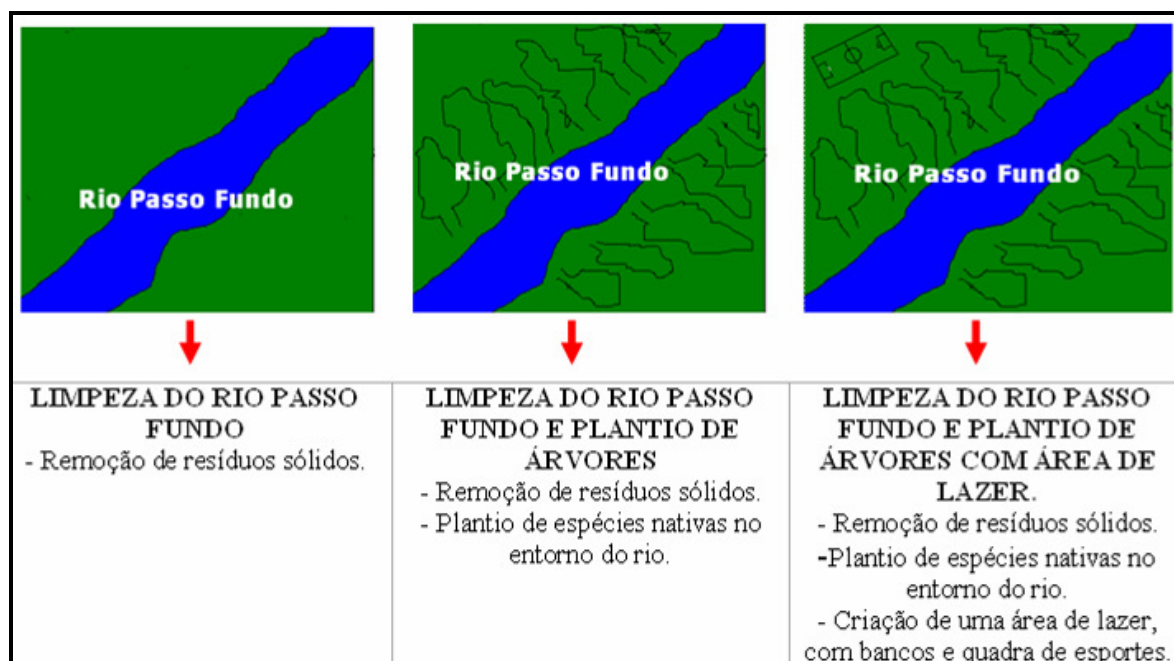 Rio Passo Fundo
Rio Passo Fundo
Rio Passo Fundo
LIMPEZA DO RIO PASSO
FUNDO
- Remoção de resíduos sólidos.
LIMPEZA DO RIO PASSO
FUNDO E PLANTIO DE
ÁRVORES
- Remoção de resíduos sólidos.
- Plantio de espécies nativas no
entorno do rio.
LIMPEZA DO RIO PASSO
FUNDO E PLANTIO DE
ÁRVORES COM ÁREA DE
LAZER.
- Remoção de resíduos sólidos.
-Plantio de espécies nativas no
entorno do rio.
- Criação de uma área de lazer,
com bancos e quadra de esportes.